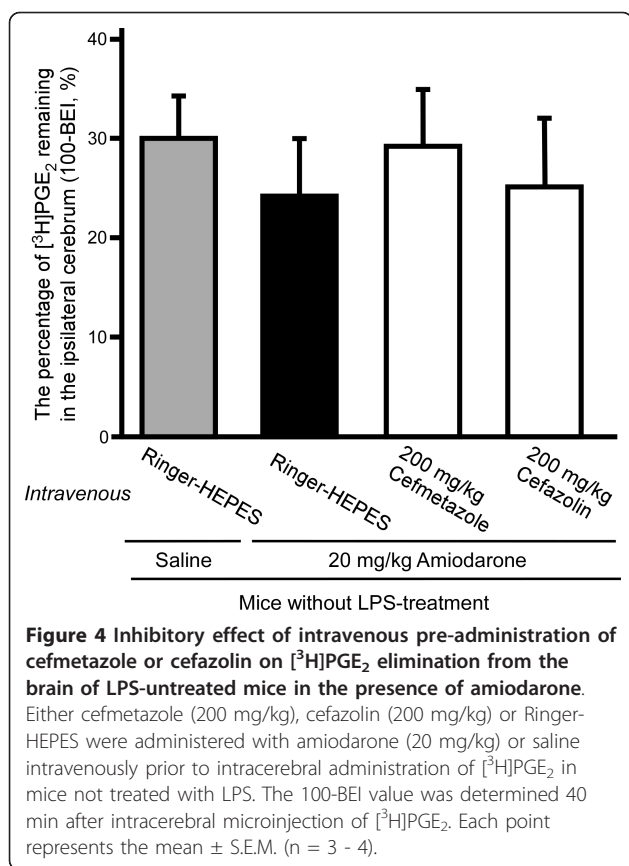 The percentage of [³H]PGE₂ remaining
in the ipsilateral cerebrum (100-BEI, %)
40
30
20
10
0
Intravenous
Ringer-HEPES
Ringer-HEPES
200 mg/kg
Cefmetazole
200 mg/kg
Cefazolin
Saline
20 mg/kg Amiodarone
Mice without LPS-treatment
Figure 4 Inhibitory effect of intravenous pre-administration of
cefmetazole or cefazolin on [³H]PGE₂ elimination from the
brain of LPS-untreated mice in the presence of amiodarone.
Either cefmetazole (200 mg/kg), cefazolin (200 mg/kg) or Ringer-
HEPES were administered with amiodarone (20 mg/kg) or saline
intravenously prior to intracerebral administration of [³H]PGE₂ in
mice not treated with LPS. The 100-BEI value was determined 40
min after intracerebral microinjection of [³H]PGE₂. Each point
represents the mean ± S.E.M. (n = 3 - 4).